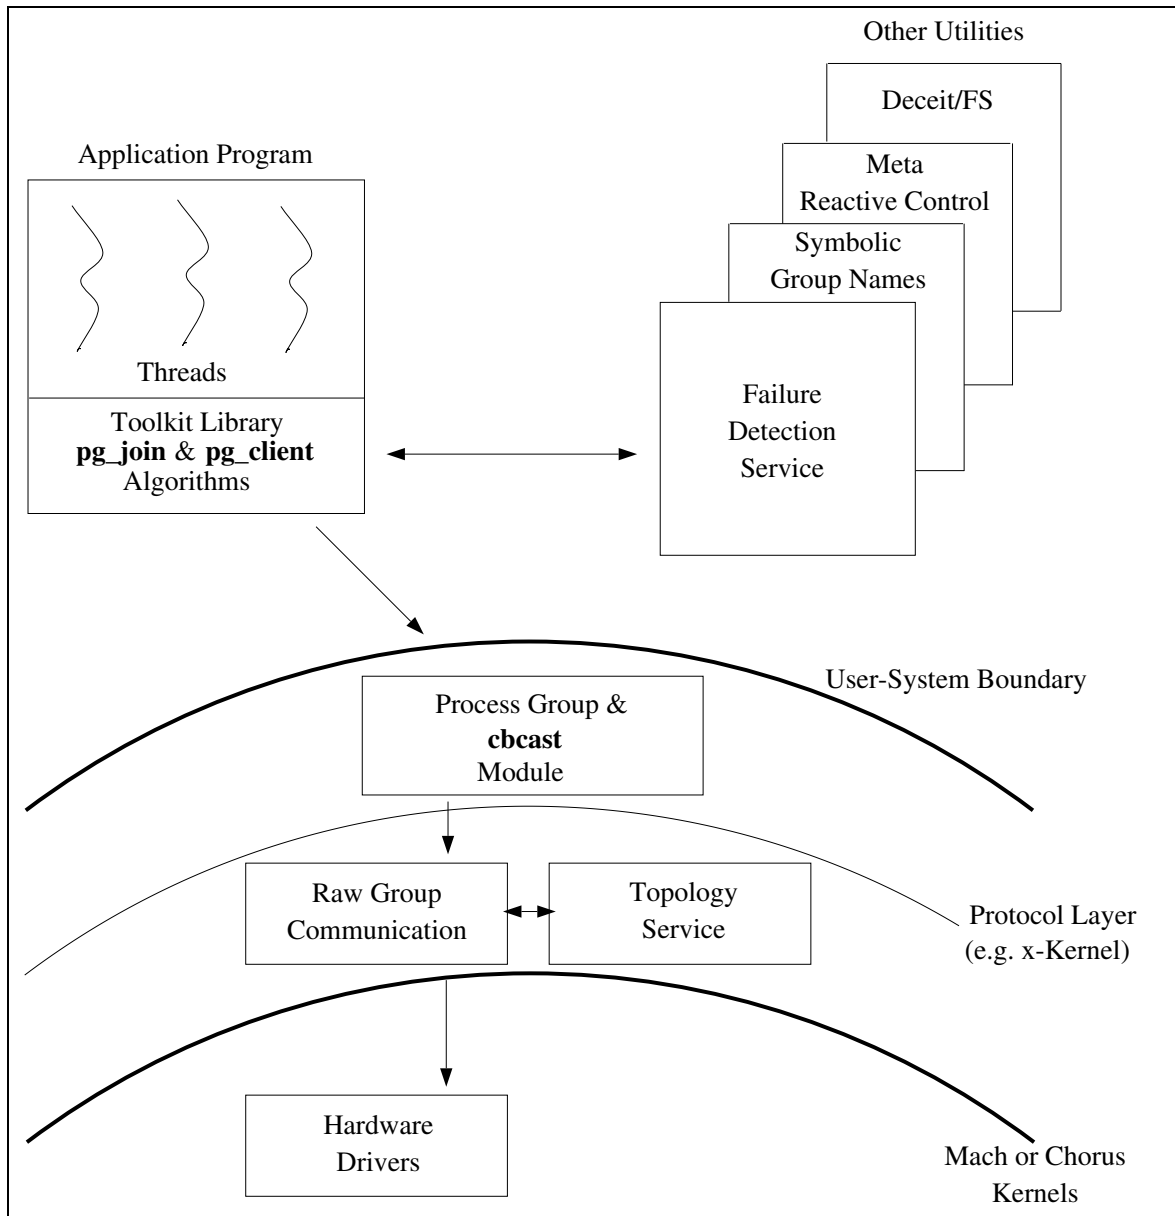 Other Utilities
Deceit/FS
Application Program
Meta
Reactive Control
Symbolic
Group Names
Threads
Failure
Detection
Service
Toolkit Library
pg_join & pg_client
Algorithms
User-System Boundary
Process Group &
cbcast
Module
Raw Group
Communication
Topology
Service
Protocol Layer
(e.g. x-Kernel)
Hardware
Drivers
Mach or Chorus
Kernels